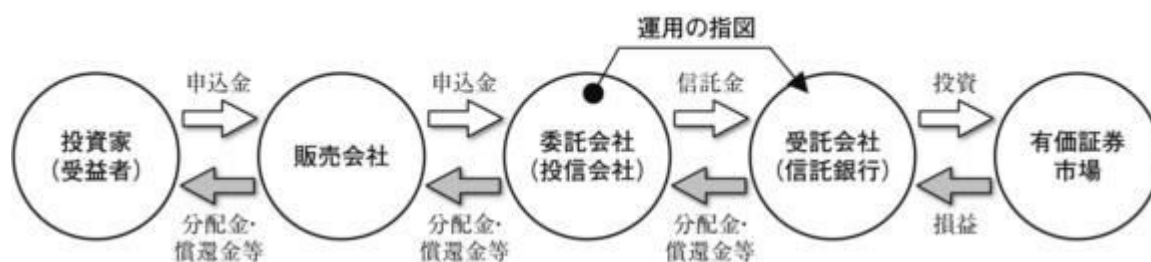 運用の指図
申込金
申込金
信託金
投資
投資家
(受益者)
販売会社
委託会社
(投信会社)
受託会社
(信託銀行)
有価証券
市場
分配金・
償還金等
分配金・
償還金等
分配金・
償還金等
損益